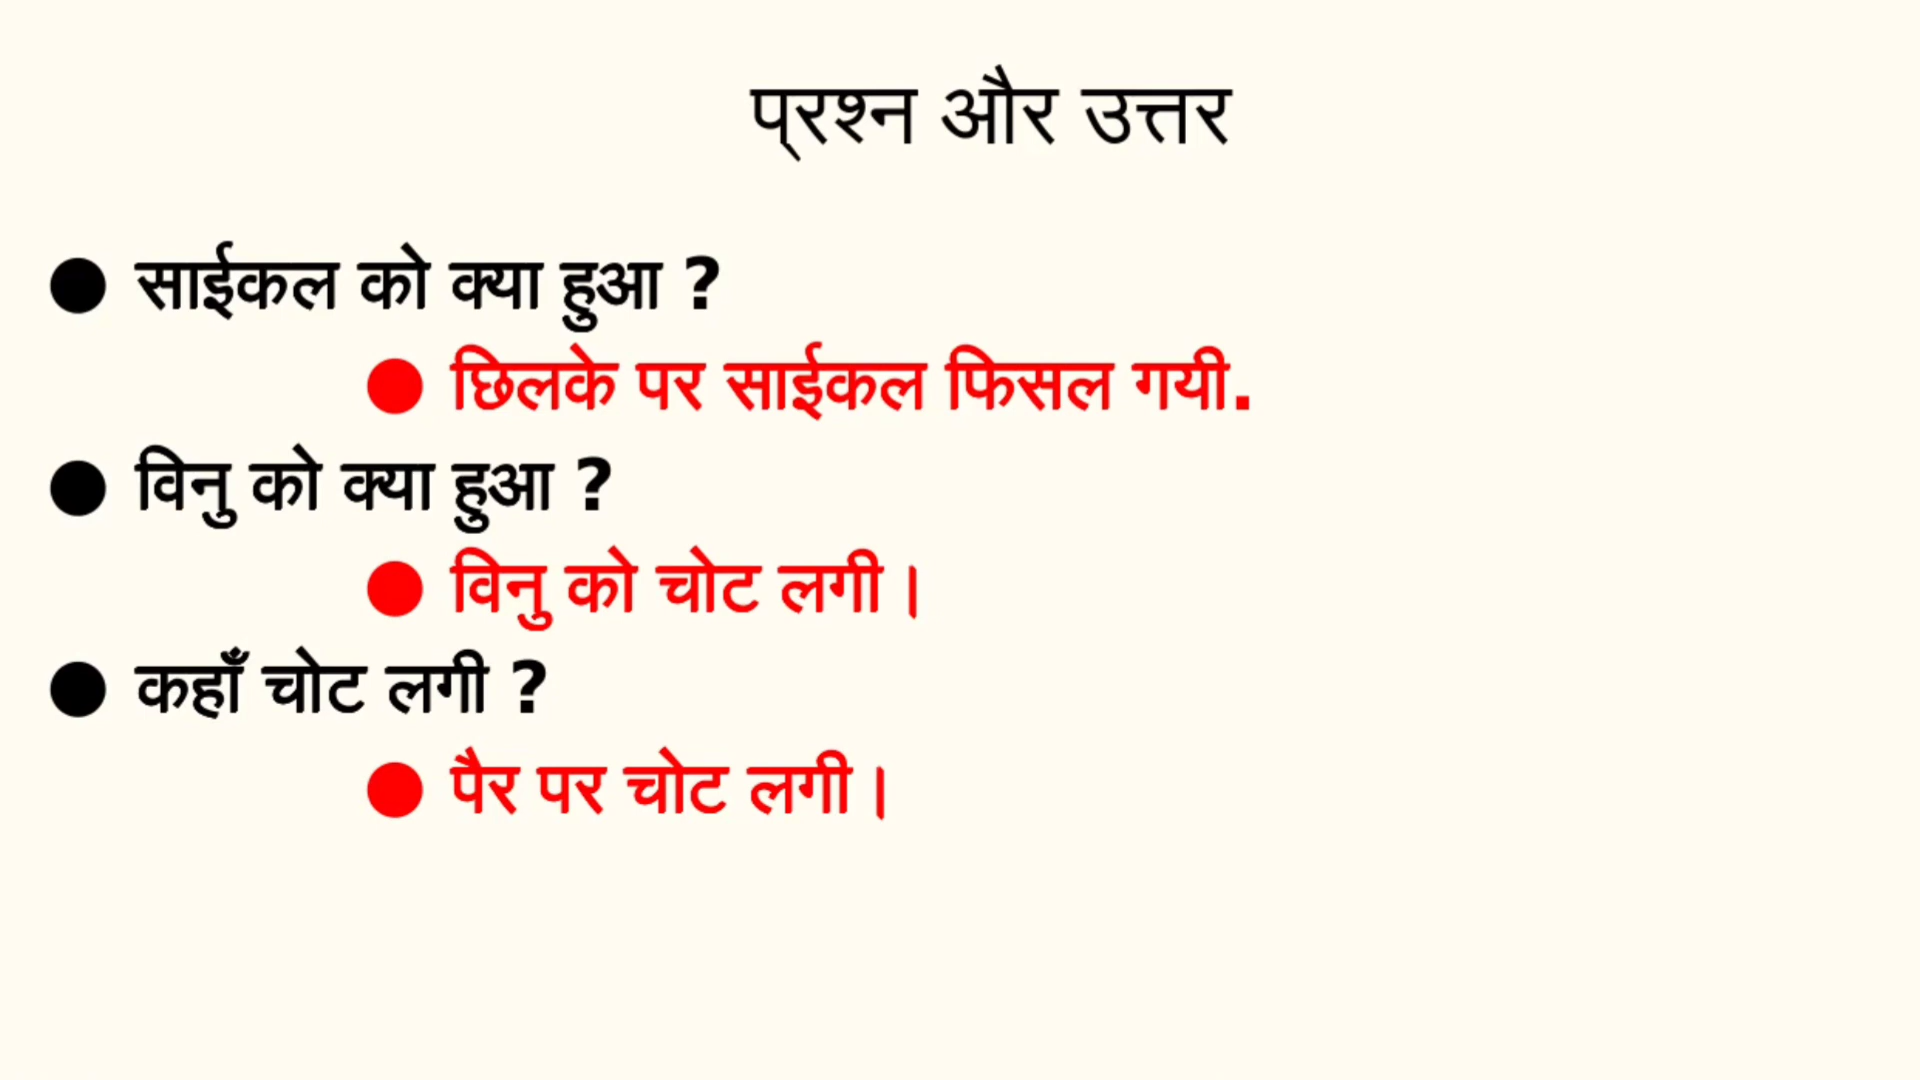 प्रश्न और उत्तर
● साईकल को क्या हुआ ?
● छिलके पर साईकल फिसल गयी.
● विनु को क्या हुआ ?
● विनु को चोट लगी।
● कहाँ चोट लगी ?
● पैर पर चोट लगी।